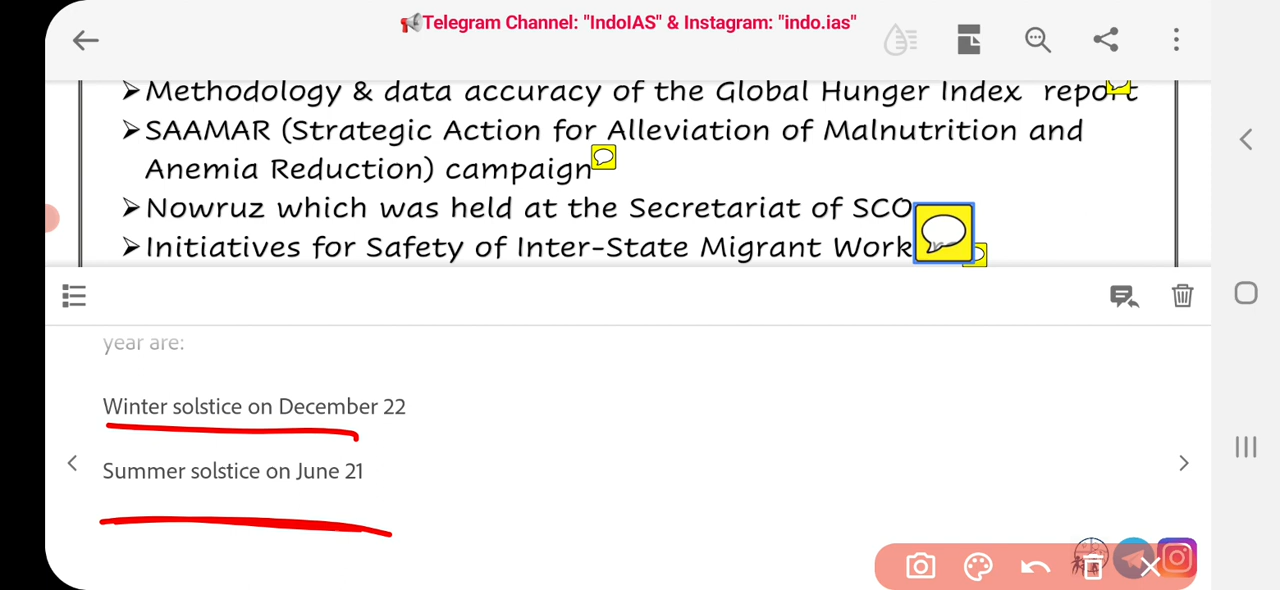 📢Telegram Channel: "IndoIAS" & Instagram: "indo.ias"
➢Methodology & data accuracy of the Global Hunger Index report
➢SAAMAR (Strategic Action for Alleviation of Malnutrition and
Anemia Reduction) campaign
➢Nowruz which was held at the Secretariat of SCO
➢Initiatives for Safety of Inter-State Migrant
year are:
Winter solstice on December 22
Summer solstice on June 21